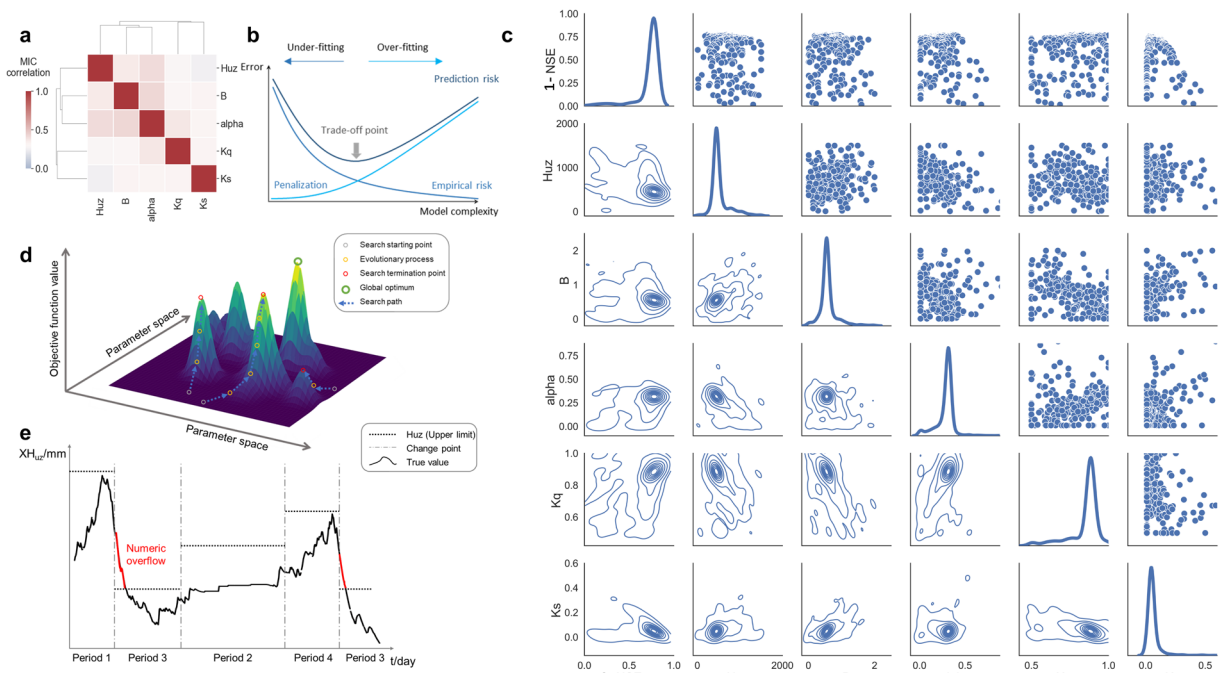 a
MIC
correlation
1.0
0.5
0.0
Huz
B
alpha
Kq
Ks
Huz
B
alpha
Kq
Ks
b
Under-fitting
Over-fitting
Error
Prediction risk
Trade-off point
Penalization
Empirical risk
Model complexity
c
1- NSE
1.00
0.75
0.50
0.25
0.00
Huz
2000
1000
0
B
2
1
0
alpha
0.75
0.50
0.25
0.00
Kq
1.0
0.8
0.6
Ks
0.6
0.4
0.2
0.0
0.0
0.5
1.0
0
2000
0
2
0.0
0.5
0.5
1.0
0.0
0.5
d
Objective function value
Parameter space
Parameter space
Search starting point
Evolutionary process
Search termination point
Global optimum
Search path
e
XHuz/mm
Huz (Upper limit)
Change point
True value
Numeric
overflow
Period 1
Period 3
Period 2
Period 4
Period 3
t/day